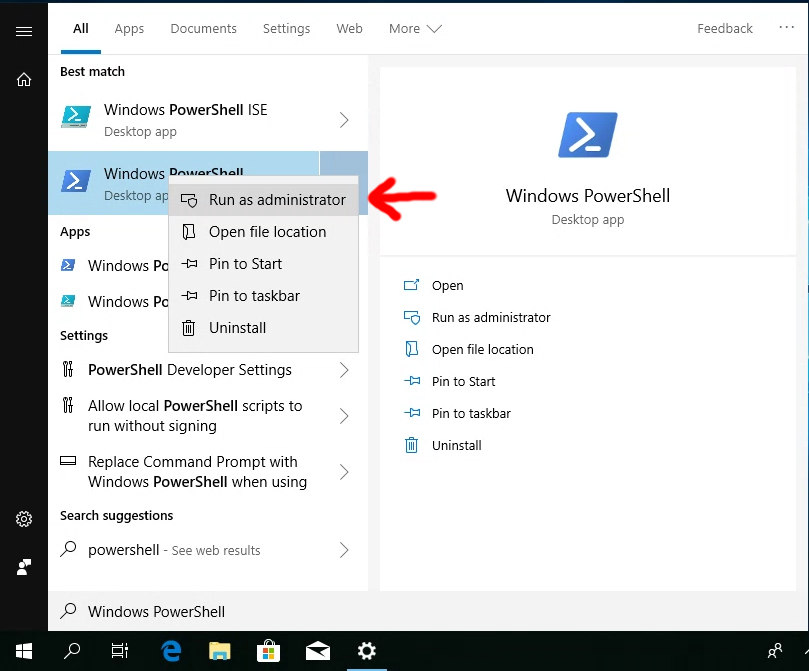 All
Apps
Documents
Settings
Web
More
Feedback
Best match
Windows PowerShell ISE
Desktop app
Windows PowerShell
Desktop app
Run as administrator
Open file location
Pin to Start
Pin to taskbar
Uninstall
Apps
Windows Po
Windows Po
Settings
PowerShell Developer Settings
Allow local PowerShell scripts to
run without signing
Replace Command Prompt with
Windows PowerShell when using
Search suggestions
powershell - See web results
Windows PowerShell
Windows PowerShell
Desktop app
Open
Run as administrator
Open file location
Pin to Start
Pin to taskbar
Uninstall